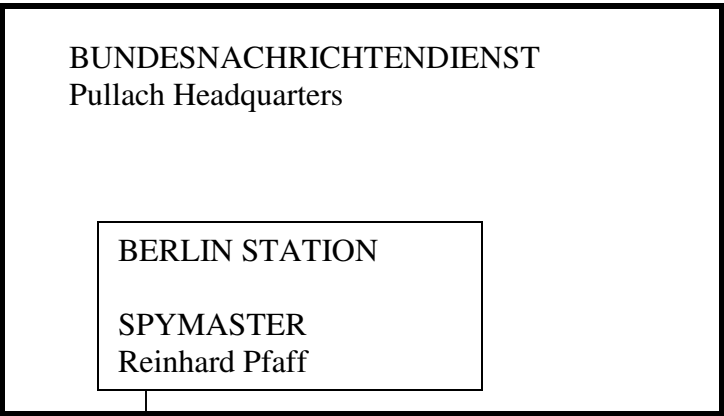 BUNDESNACHRICHTENDIENST
Pullach Headquarters
BERLIN STATION
SPYMASTER
Reinhard Pfaff